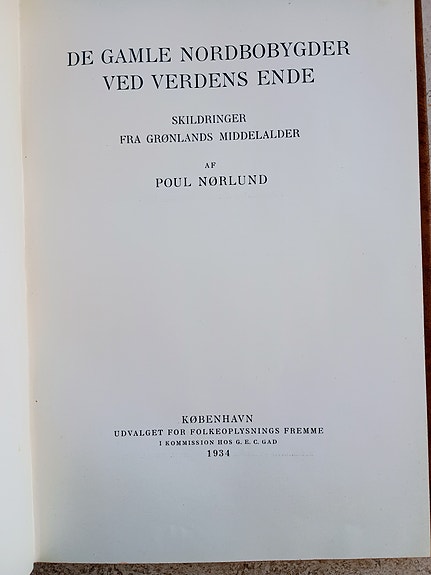 DE GAMLE NORDBOBYGDER
VED VERDENS ENDE
SKILDRINGER
FRA GRØNLANDS MIDDELALDER
AF
POUL NØRLUND
KØBENHAVN
UDVALGET FOR FOLKEOPLYSNINGS FREMME
I KOMMISSION HOS G. E. C. GAD
1934